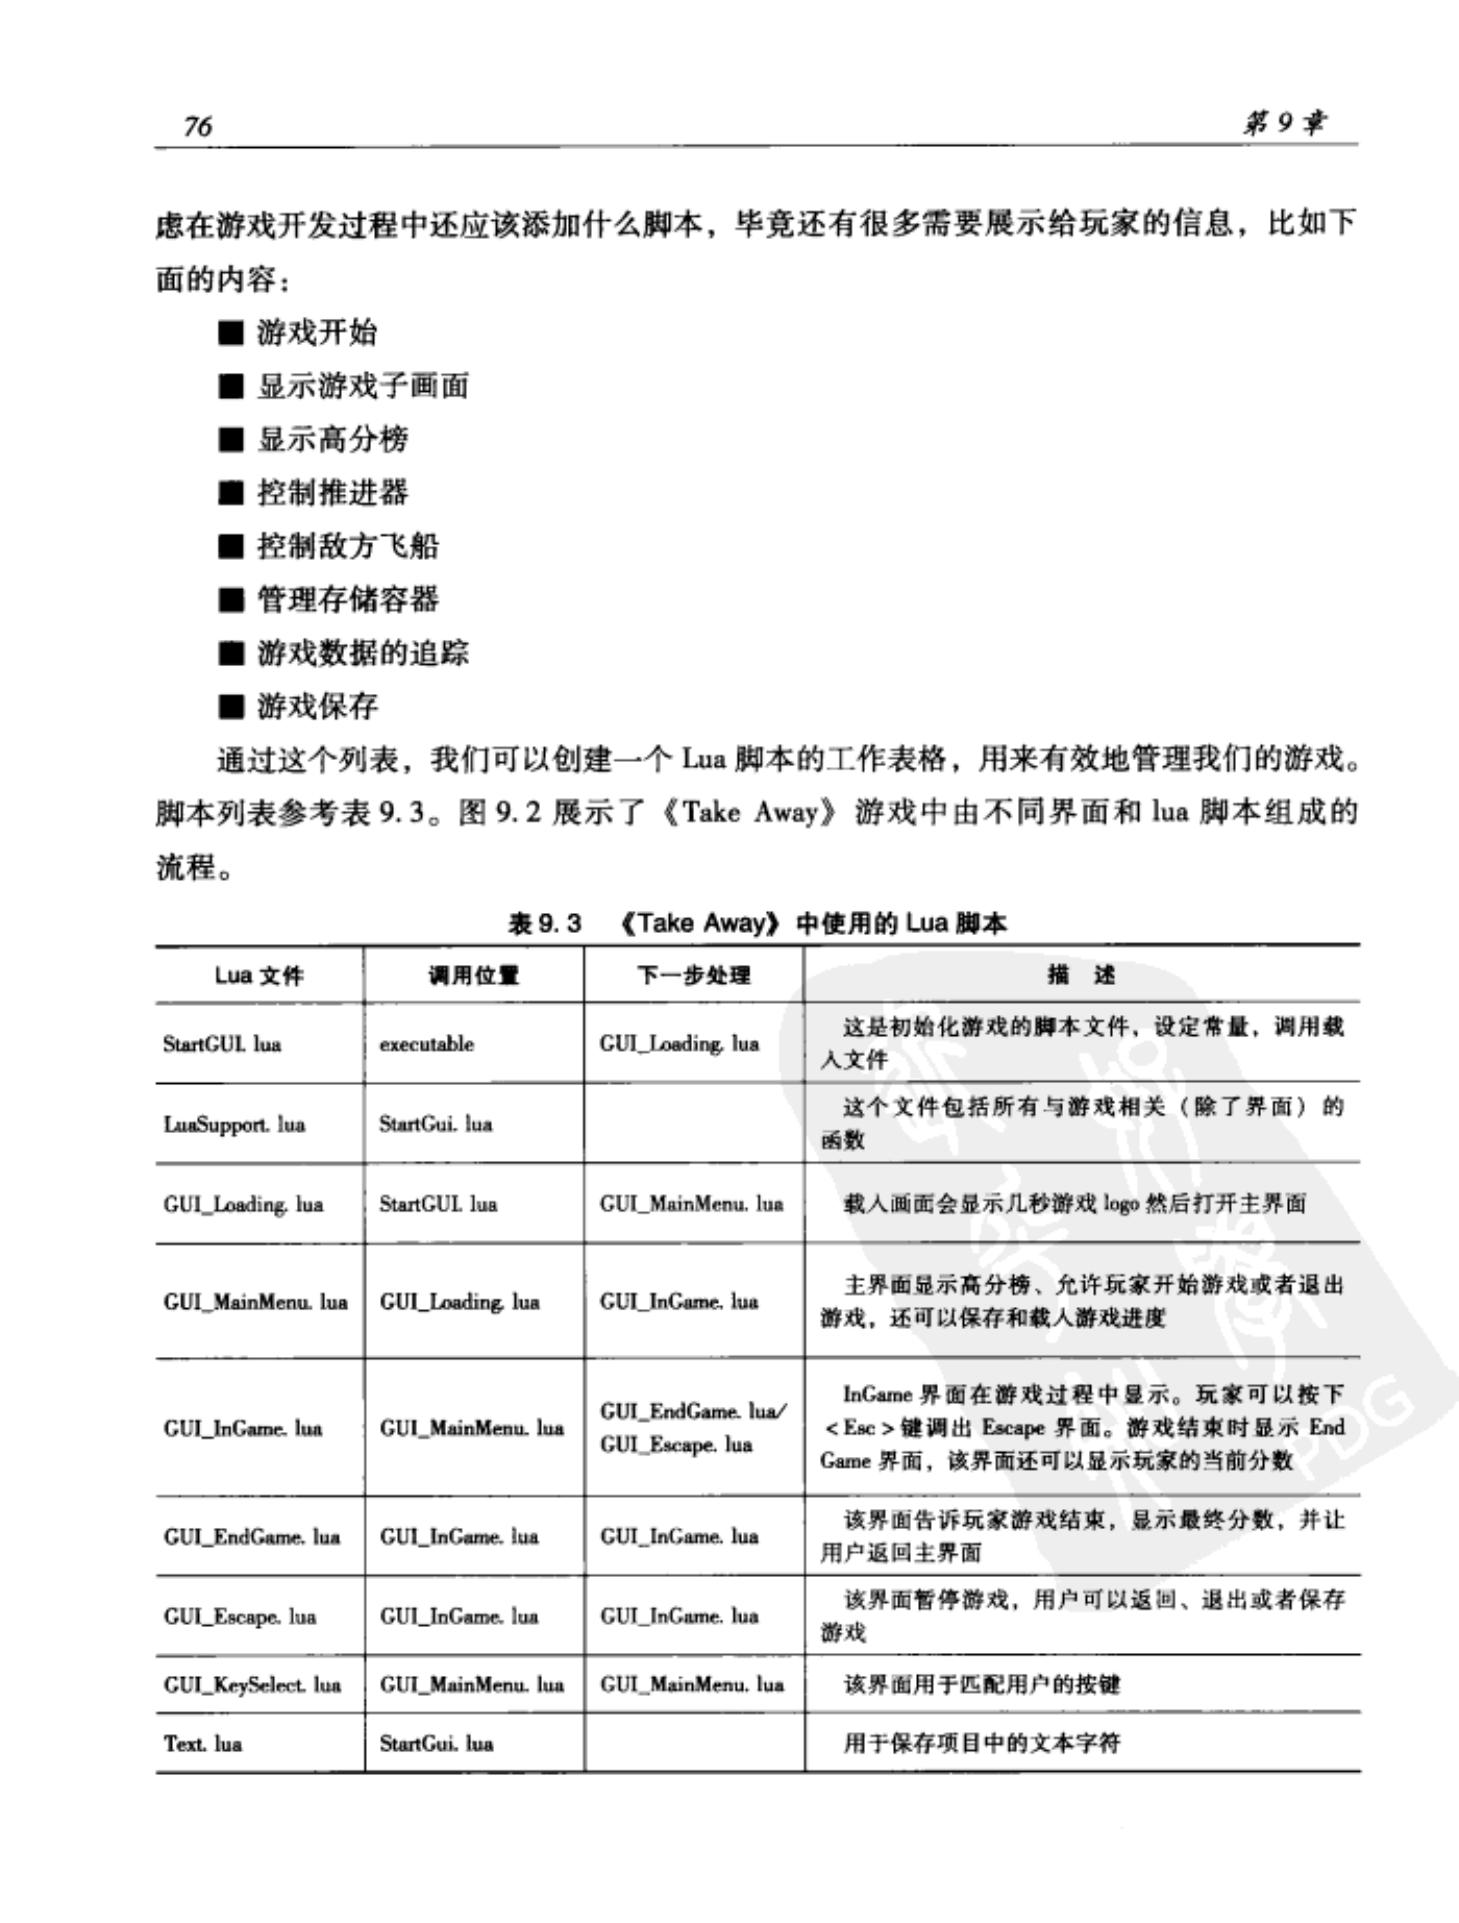 76
第9章
虑在游戏开发过程中还应该添加什么脚本，毕竟还有很多需要展示给玩家的信息，比如下
面的内容：
■ 游戏开始
■ 显示游戏子画面
■ 显示高分榜
■ 控制推进器
■ 控制敌方飞船
■ 管理存储容器
■ 游戏数据的追踪
■ 游戏保存
通过这个列表，我们可以创建一个 Lua 脚本的工作表格，用来有效地管理我们的游戏。
脚本列表参考表 9.3。图 9.2 展示了《Take Away》游戏中由不同界面和 lua 脚本组成的
流程。
表 9.3 《Take Away》中使用的 Lua 脚本
Lua 文件 调用位置 下一步处理 描 述
StartGUI. lua executable GUI_Loading. lua 这是初始化游戏的脚本文件，设定常量，调用载
入文件
LuaSupport. lua StartGui. lua 这个文件包括所有与游戏相关（除了界面）的
函数
GUI_Loading. lua StartGUI. lua GUI_MainMenu. lua 载入画面会显示几秒游戏 logo 然后打开主界面
GUI_MainMenu. lua GUI_Loading. lua GUI_InGame. lua 主界面显示高分榜、允许玩家开始游戏或者退出
游戏，还可以保存和载入游戏进度
GUI_InGame. lua GUI_MainMenu. lua GUI_EndGame. lua/ InGame 界面在游戏过程中显示。玩家可以按下
GUI_Escape. lua <Esc>键调出 Escape 界面。游戏结束时显示 End
Game 界面，该界面还可以显示玩家的当前分数
GUI_EndGame. lua GUI_InGame. lua GUI_InGame. lua 该界面告诉玩家游戏结束，显示最终分数，并让
用户返回主界面
GUI_Escape. lua GUI_InGame. lua GUI_InGame. lua 该界面暂停游戏，用户可以返回、退出或者保存
游戏
GUI_KeySelect. lua GUI_MainMenu. lua GUI_MainMenu. lua 该界面用于匹配用户的按键
Text. lua StartGui. lua 用于保存项目中的文本字符
PDG